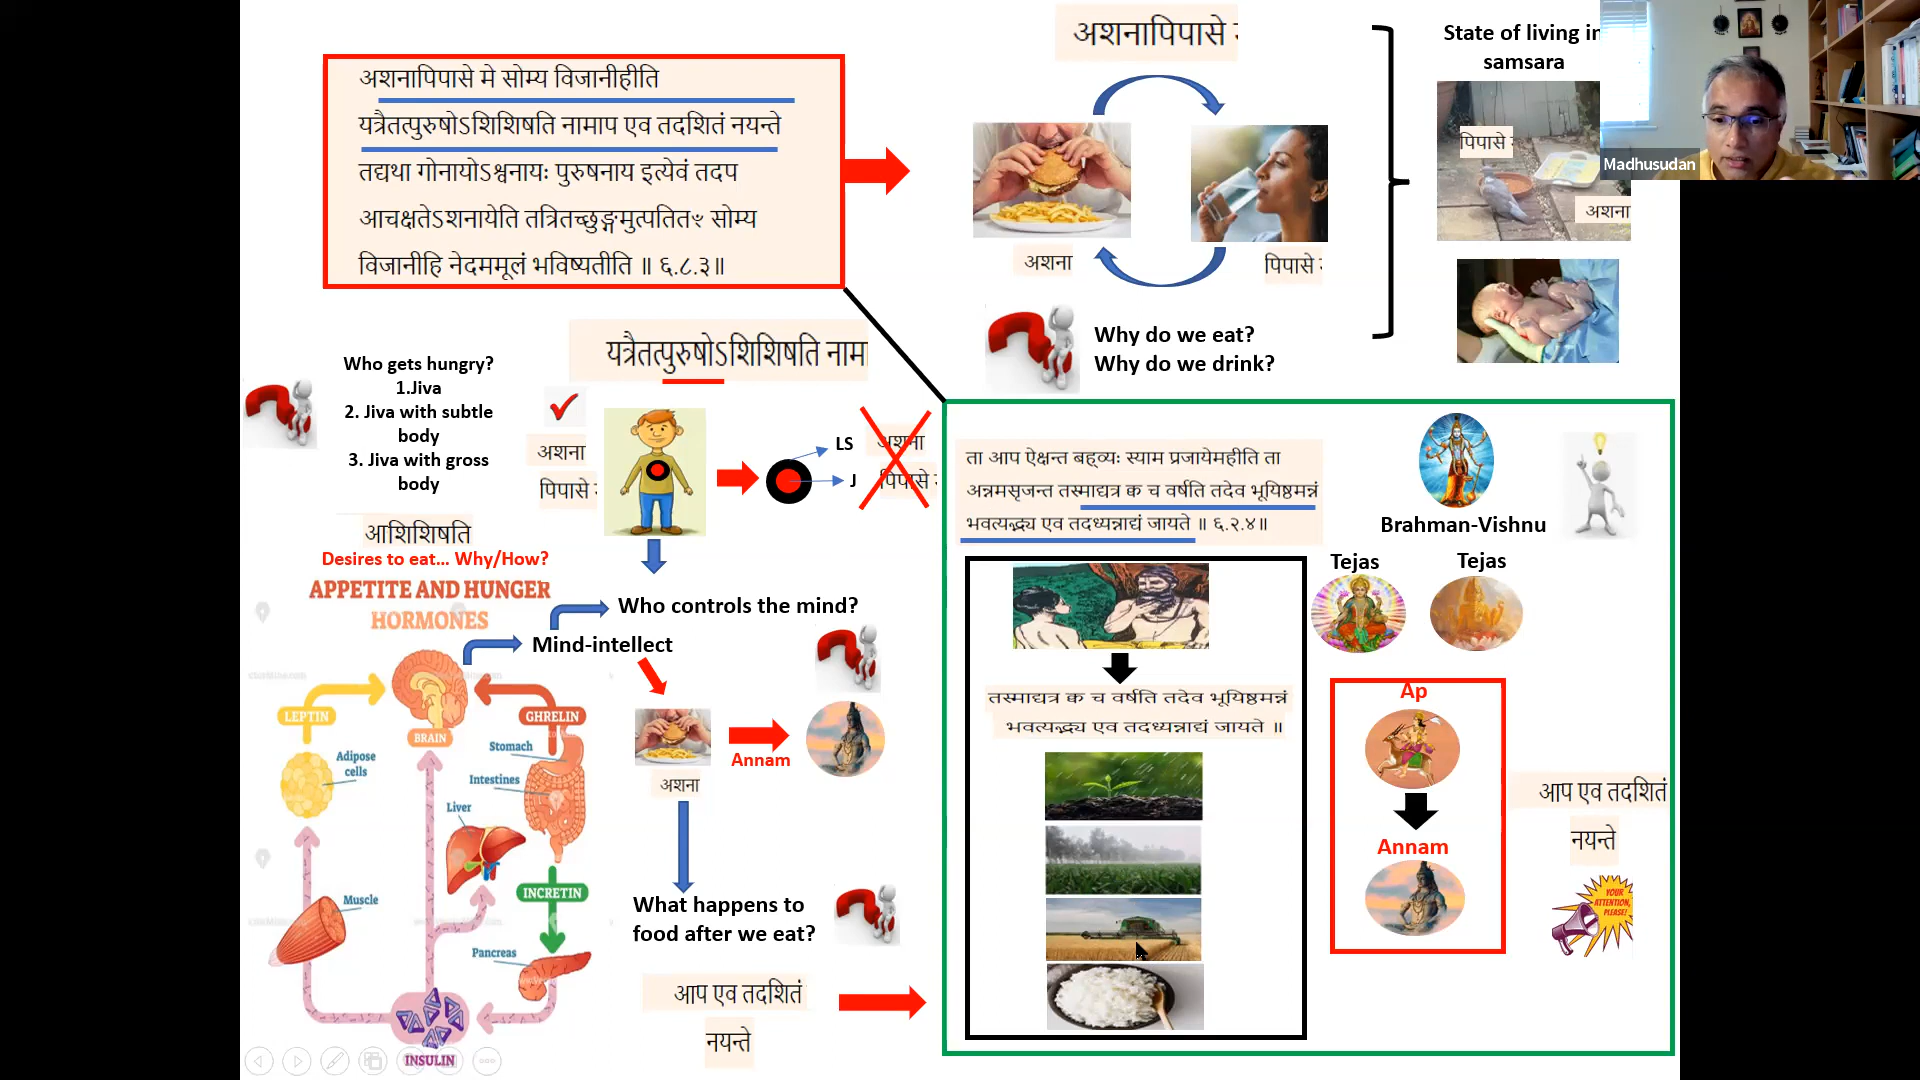 अशनापिपासे मे सोम्य विजानीहीति
यत्रैतत्पुरुषोऽशिशिषति नामाप एव तदशितं नयन्ते
तद्यथा गोनायोऽश्वनायः पुरुषनाय इत्येवं तदप
आचक्षतेऽशनायेति तत्रितच्छुङ्गमुत्पतितꣳ सोम्य
विजानीहि नेदममूलं भविष्यतीति ॥ ६.८.३॥
अशनापिपासे
अशना
पिपासे
Why do we eat?
Why do we drink?
State of living in
samsara
पिपासे
अशना
Madhusudan
यत्रैतत्पुरुषोऽशिशिषति नाम
Who gets hungry?
1.Jiva
2. Jiva with subtle
body
3. Jiva with gross
body
अशना
पिपासे
LS
J
अशना
पिपासे
आशिशिषति
Desires to eat... Why/How?
APPETITE AND HUNGER
HORMONES
LEPTIN
BRAIN
GHRELIN
Adipose
cells
Stomach
Intestines
Liver
INCRETIN
Muscle
Pancreas
INSULIN
Who controls the mind?
Mind-intellect
Annam
अशना
What happens to
food after we eat?
आप एव तदशितं
नयन्ते
ता आप ऐक्षन्त बह्व्यः स्याम प्रजायेमहीति ता
अन्नमसृजन्त तस्माद्यत्र क्व च वर्षति तदेव भूयिष्ठमन्नं
भवत्यद्भ्य एव तदध्यन्नाद्यं जायते ॥ ६.२.४॥
तस्माद्यत्र क्व च वर्षति तदेव भूयिष्ठमन्नं
भवत्यद्भ्य एव तदध्यन्नाद्यं जायते ॥
Brahman-Vishnu
Tejas
Tejas
Ap
Annam
आप एव तदशितं
नयन्ते
YOUR
ATTENTION,
PLEASE!